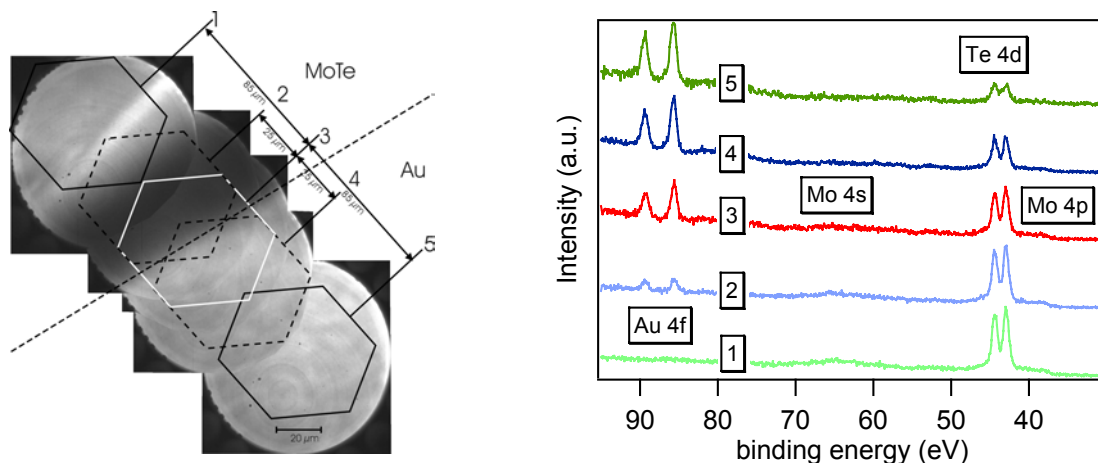 1
MoTe
85 µm
2
25 µm
3
Au
25 µm
4
85 µm
5
20 µm
Intensity (a.u.)
Te 4d
5
4
Mo 4s
Mo 4p
3
2
Au 4f
1
90
80
70
60
50
40
binding energy (eV)